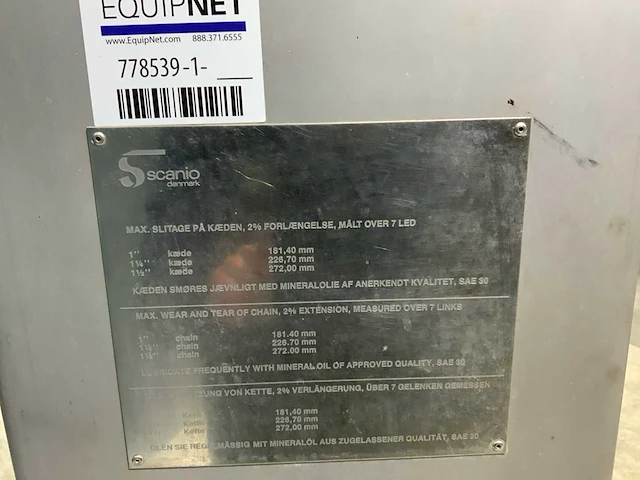 EQUIPNET
www.EquipNet.com 888.371.6555
778539-1-
scanio
danmark
MAX. SLITAGE PÅ KÆDEN, 2% FORLÆNGELSE, MÅLT OVER 7 LED
1" kæde 181,40 mm
1¼" kæde 226,70 mm
1½" kæde 272,00 mm
KÆDEN SMØRES JÆVNLIGT MED MINERALOLIE AF ANERKENDT KVALITET, SAE 30
MAX. WEAR AND TEAR OF CHAIN, 2% EXTENSION, MEASURED OVER 7 LINKS
1" chain 181.40 mm
1¼" chain 226.70 mm
1½" chain 272.00 mm
LUBRICATE FREQUENTLY WITH MINERAL OIL OF APPROVED QUALITY, SAE 30
VON KETTE, 2% VERLÄNGERUNG, ÜBER 7 GELENKEN GEMESSEN
Kette 181,40 mm
Kette 226,70 mm
Kette 272,00 mm
SIE REGELMÄSSIG MIT MINERALÖL AUS ZUGELASSENER QUALITÄT, SAE 30